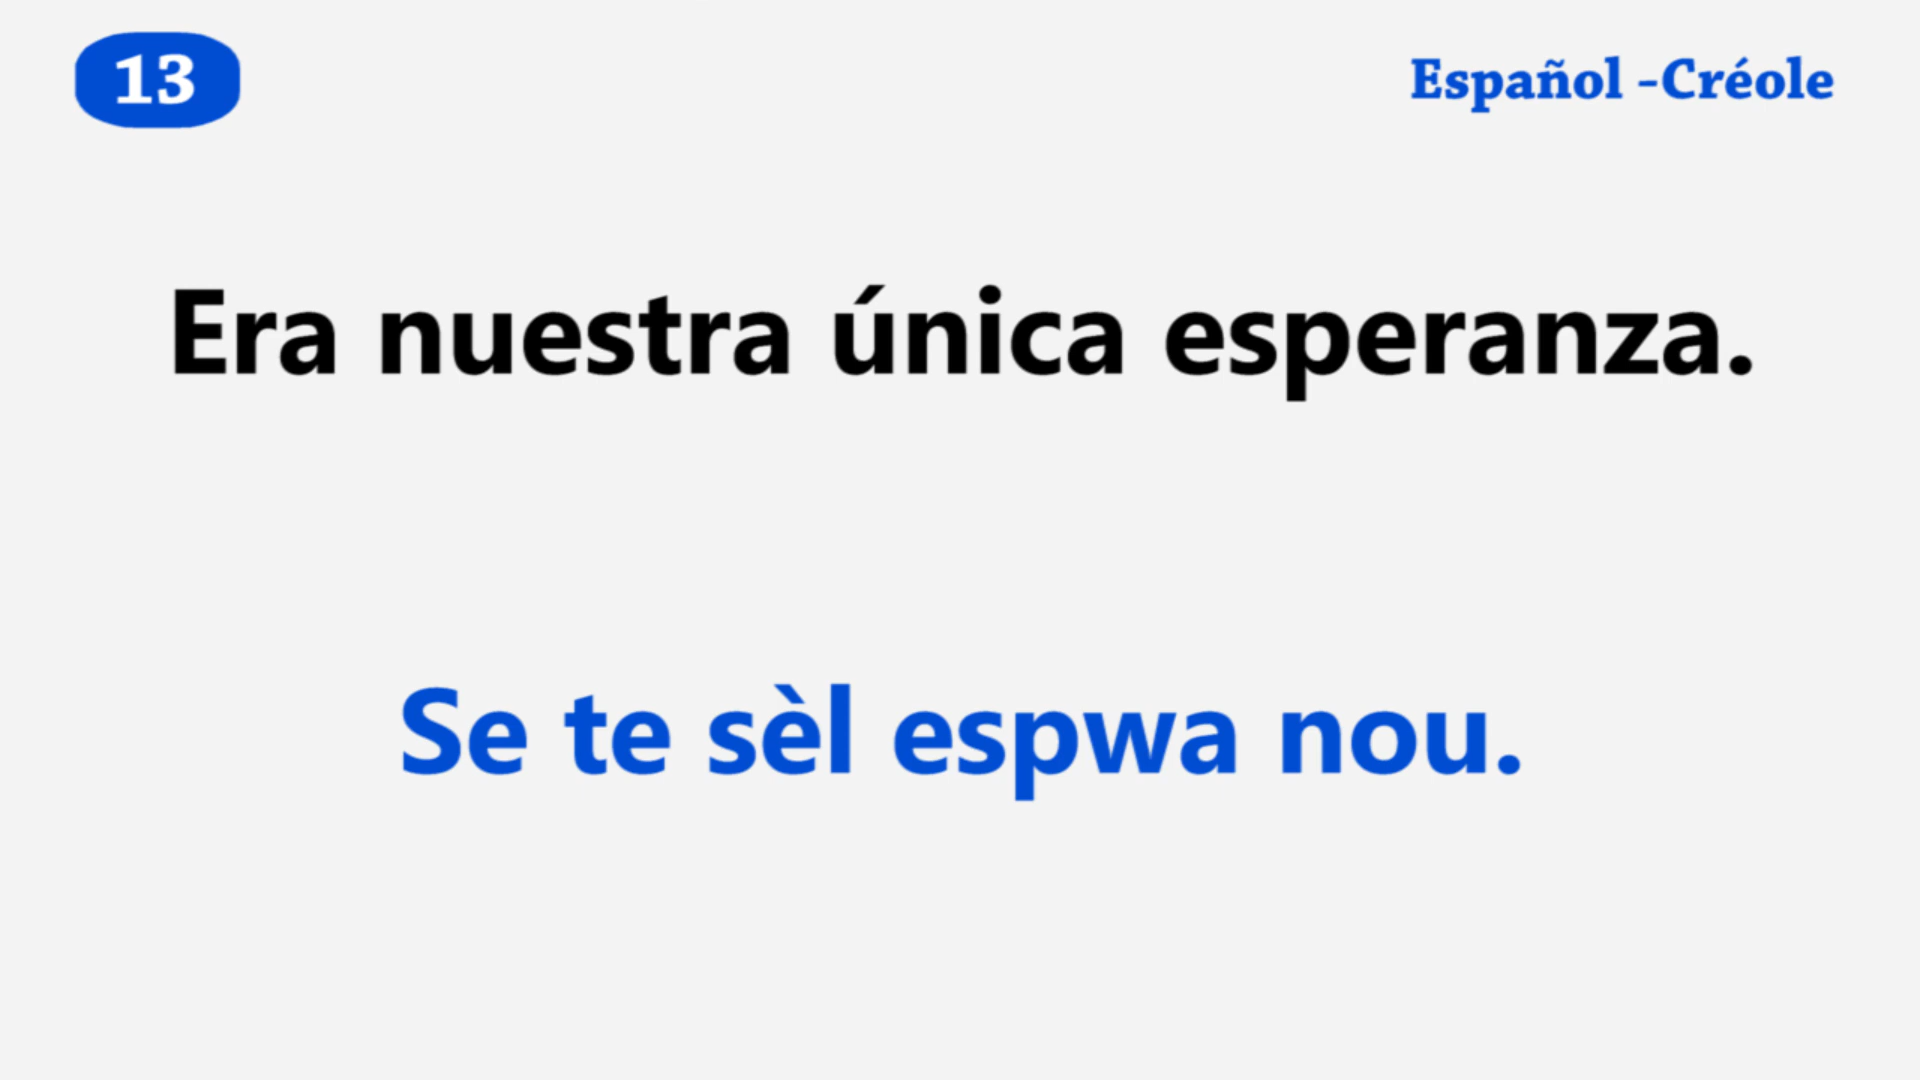 13
Español -Créole
Era nuestra única esperanza.
Se te sèl espwa nou.